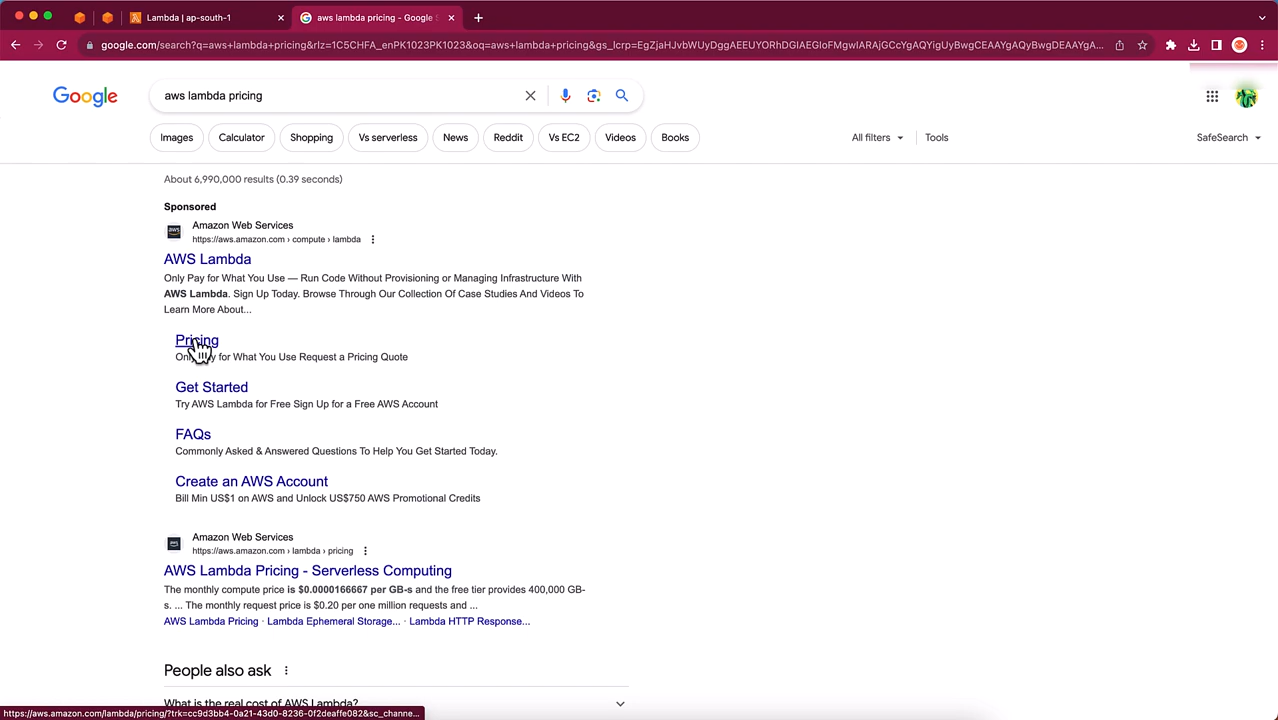 Lambda | ap-south-1
aws lambda pricing - Google S
google.com/search?q=aws+lambda+pricing&rlz=1C5CHFA_enPK1023PK1023&oq=aws+lambda+pricing&gs_lcrp=EgZjaHJvbWUyDggAEEUYORhDGIAEGIoFMgwIARAjGCcYgAQYigUyBwgCEAAYgAQyBwgDEAAYgA...
Google
aws lambda pricing
Images
Calculator
Shopping
Vs serverless
News
Reddit
Vs EC2
Videos
Books
All filters
Tools
SafeSearch
About 6,990,000 results (0.39 seconds)
Sponsored
aws
Amazon Web Services
https://aws.amazon.com › compute › lambda
AWS Lambda
Only Pay for What You Use — Run Code Without Provisioning or Managing Infrastructure With
AWS Lambda. Sign Up Today. Browse Through Our Collection Of Case Studies And Videos To
Learn More About...
Pricing
for What You Use Request a Pricing Quote
Get Started
Try AWS Lambda for Free Sign Up for a Free AWS Account
FAQs
Commonly Asked & Answered Questions To Help You Get Started Today.
Create an AWS Account
Bill Min US$1 on AWS and Unlock US$750 AWS Promotional Credits
aws
Amazon Web Services
https://aws.amazon.com › lambda › pricing
AWS Lambda Pricing - Serverless Computing
The monthly compute price is $0.0000166667 per GB-s and the free tier provides 400,000 GB-
s. ... The monthly request price is $0.20 per one million requests and ...
AWS Lambda Pricing · Lambda Ephemeral Storage... · Lambda HTTP Response...
People also ask
What is the real cost of AWS Lambda?
https://aws.amazon.com/lambda/pricing/?trk=cc9d3bb4-0a21-43d0-8236-0f2deaffe082&sc_channe...